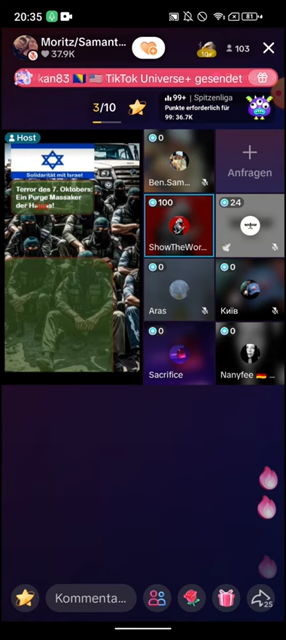 20:35
81
Moritz/Samant...
37.9K
103
kan83 🇧🇦 🇺🇸 TikTok Universe+ gesendet
3/10
99+ | Spitzenliga
Punkte erforderlich für
99: 36.7K
Host
Solidarität mit Israel
Terror des 7. Oktobers:
Ein Purge Massaker
der Hamas!
0
Ben.Sam...
+
Anfragen
100
ShowTheWor...
24
0
Aras
0
Київ
0
Sacrifice
0
Nanyfee 🇩🇪 ...
Kommenta...
25